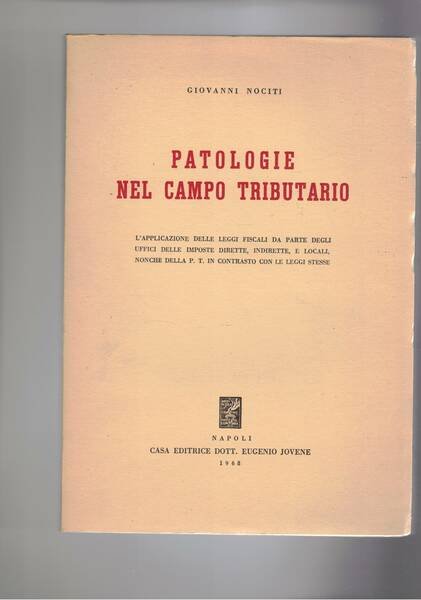 GIOVANNI NOCITI
PATOLOGIE
NEL CAMPO TRIBUTARIO
L'APPLICAZIONE DELLE LEGGI FISCALI DA PARTE DEGLI
UFFICI DELLE IMPOSTE DIRETTE, INDIRETTE, E LOCALI,
NONCHE DELLA P. T. IN CONTRASTO CON LE LEGGI STESSE
NAPOLI
CASA EDITRICE DOTT. EUGENIO JOVENE
1968